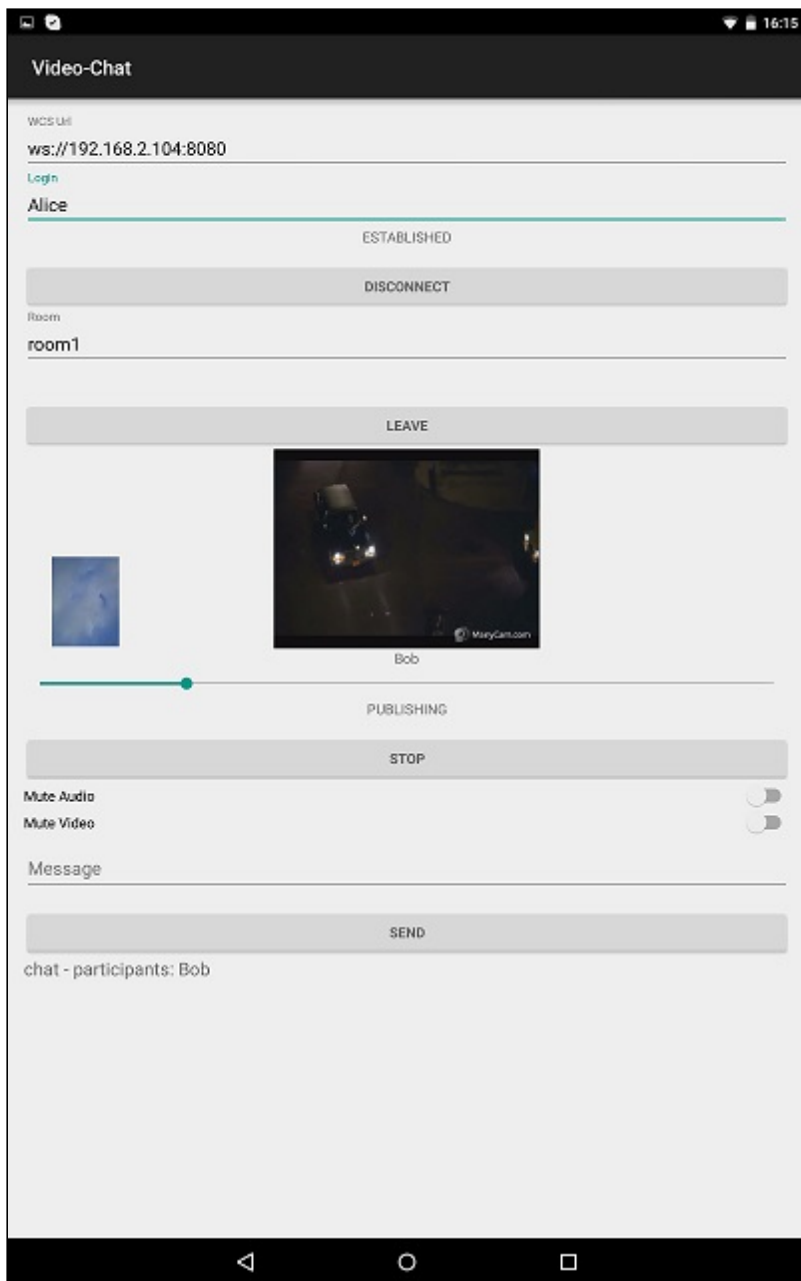 16:15
Video-Chat
WCS Url
ws://192.168.2.104:8080
Login
Alice
ESTABLISHED
DISCONNECT
Room
room1
LEAVE
ManyCam.com
Bob
PUBLISHING
STOP
Mute Audio
Mute Video
Message
SEND
chat - participants: Bob